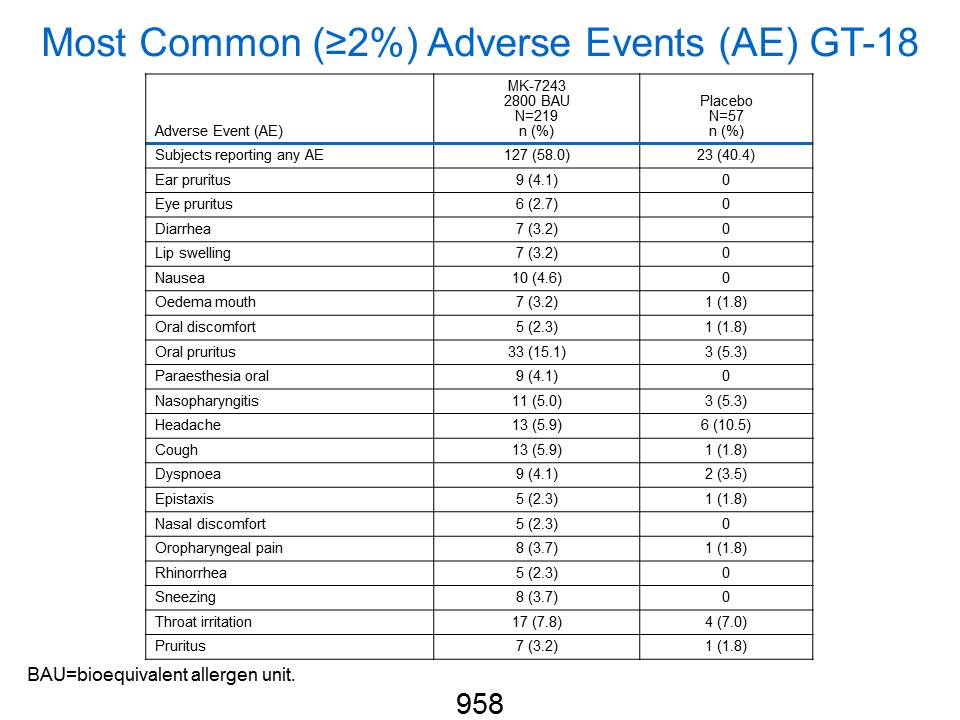 Most Common (≥2%) Adverse Events (AE) GT-18
Adverse Event (AE) MK-7243 2800 BAU N=219 n (%) Placebo N=57 n (%)
Subjects reporting any AE 127 (58.0) 23 (40.4)
Ear pruritus 9 (4.1) 0
Eye pruritus 6 (2.7) 0
Diarrhea 7 (3.2) 0
Lip swelling 7 (3.2) 0
Nausea 10 (4.6) 0
Oedema mouth 7 (3.2) 1 (1.8)
Oral discomfort 5 (2.3) 1 (1.8)
Oral pruritus 33 (15.1) 3 (5.3)
Paraesthesia oral 9 (4.1) 0
Nasopharyngitis 11 (5.0) 3 (5.3)
Headache 13 (5.9) 6 (10.5)
Cough 13 (5.9) 1 (1.8)
Dyspnoea 9 (4.1) 2 (3.5)
Epistaxis 5 (2.3) 1 (1.8)
Nasal discomfort 5 (2.3) 0
Oropharyngeal pain 8 (3.7) 1 (1.8)
Rhinorrhea 5 (2.3) 0
Sneezing 8 (3.7) 0
Throat irritation 17 (7.8) 4 (7.0)
Pruritus 7 (3.2) 1 (1.8)
BAU=bioequivalent allergen unit.
958